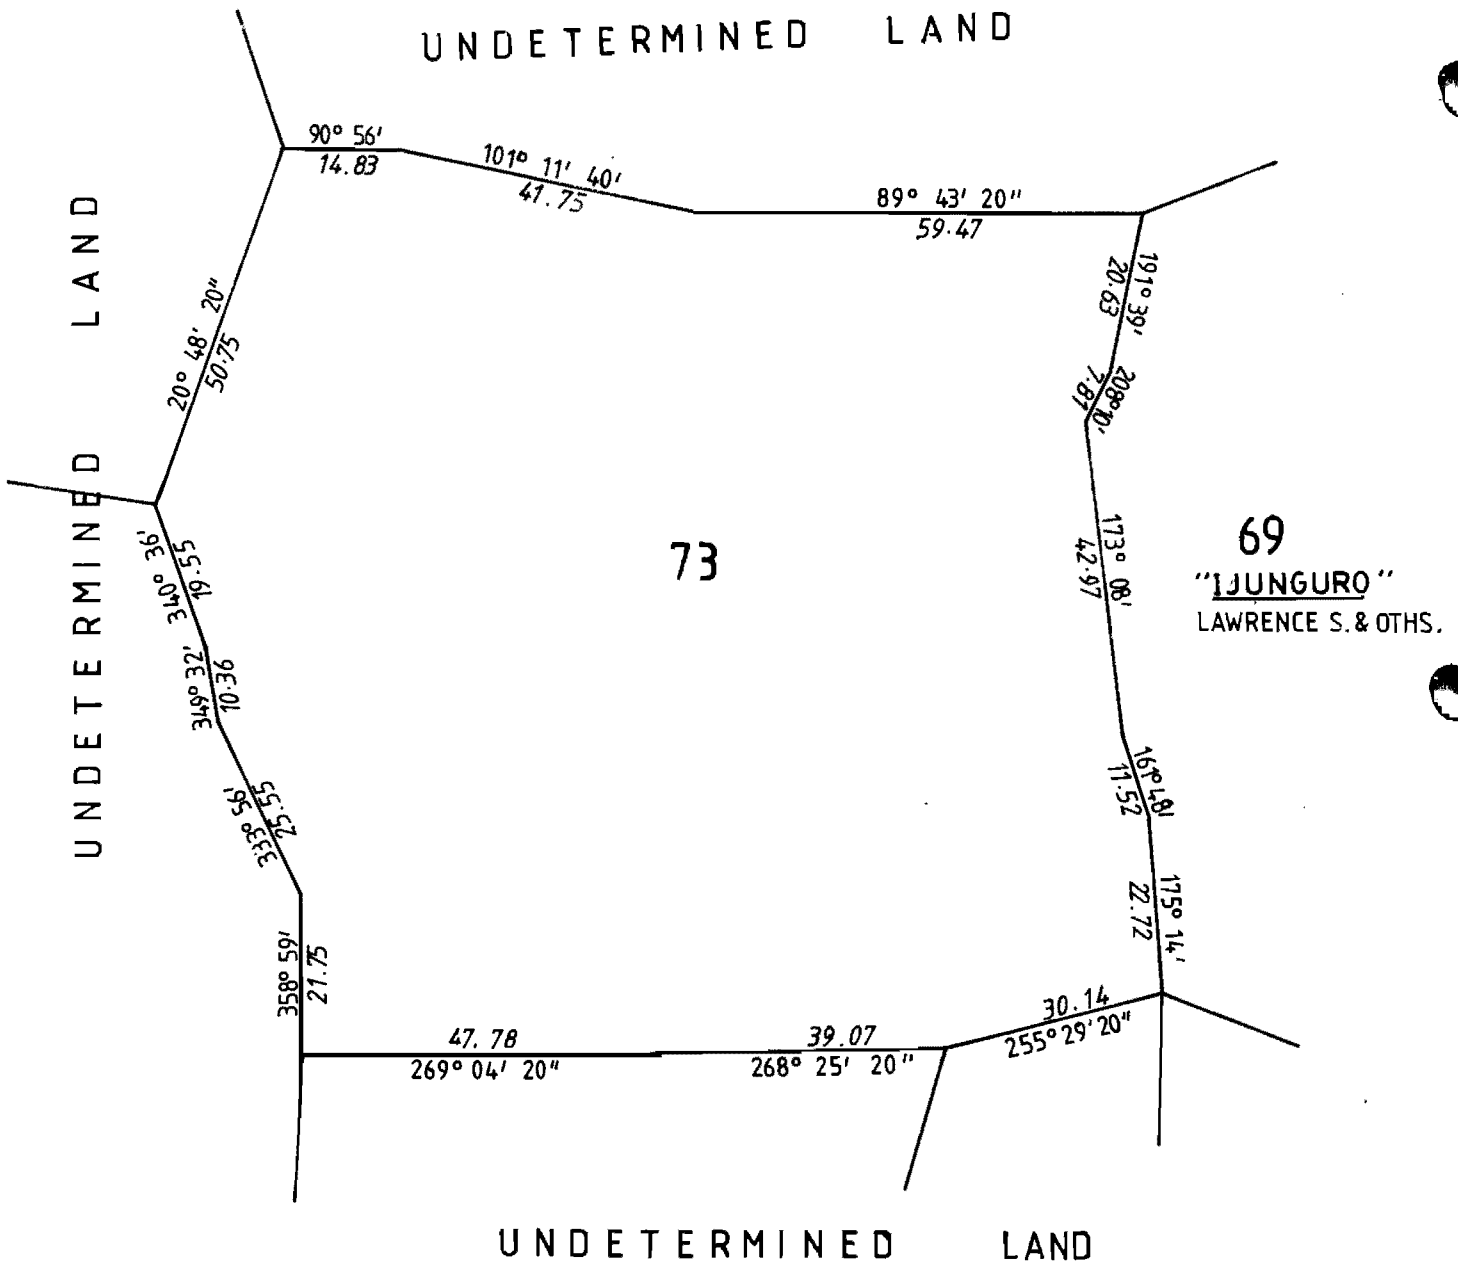 UNDETERMINED LAND
90° 56'
14.83
101° 11' 40'
41.75
89° 43' 20"
59.47
UNDETERMINED LAND
20° 48' 20"
50.75
191° 39'
20.63
208° 10'
7.81
340° 36'
19.55
349° 32'
10.36
333° 56'
25.55
358° 59'
21.75
73
173° 08'
42.97
69
"IJUNGURO"
LAWRENCE S. & OTHS.
161° 48'
11.52
175° 14'
22.72
47.78
269° 04' 20"
39.07
268° 25' 20"
30.14
255° 29' 20"
UNDETERMINED LAND